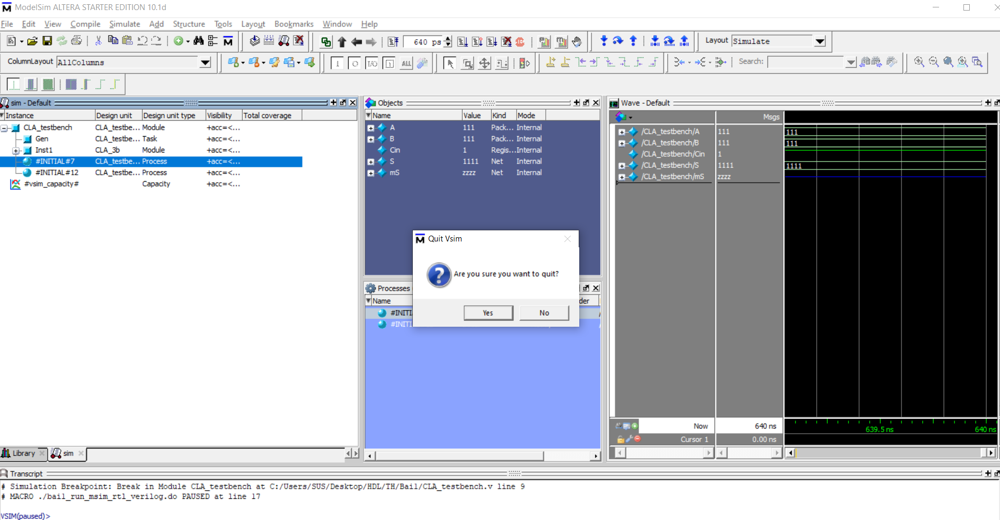 ModelSim ALTERA STARTER EDITION 10.1d
File Edit View Compile Simulate Add Structure Tools Layout Bookmarks Window Help
640 ps Layout Simulate
ColumnLayout AllColumns Search:
sim - Default
Instance Design unit Design unit type Visibility Total coverage
CLA_testbench CLA_testbe... Module +acc=<...
Gen CLA_testbe... Task +acc=<...
Inst1 CLA_3b Module +acc=<...
#INITIAL#7 CLA_testbe... Process +acc=<...
#INITIAL#12 CLA_testbe... Process +acc=<...
#vsim_capacity# Capacity +acc=<...
Library sim
Objects
Name Value Kind Mode
A 111 Pack... Internal
B 111 Pack... Internal
Cin 1 Regis... Internal
S 1111 Net Internal
mS zzzz Net Internal
Processes
Name
#INITI
#INITI
Quit Vsim
Are you sure you want to quit?
Yes No
Wave - Default
Msgs
/CLA_testbench/A 111 111
/CLA_testbench/B 111 111
/CLA_testbench/Cin 1
/CLA_testbench/S 1111 1111
/CLA_testbench/mS zzzz
Now 640 ns 639.5 ns 640 ns
Cursor 1 0.00 ns
Transcript
# Simulation Breakpoint: Break in Module CLA_testbench at C:/Users/SUS/Desktop/HDL/TH/Bai1/CLA_testbench.v line 9
# MACRO ./bai1_run_msim_rtl_verilog.do PAUSED at line 17
VSIM(paused)>